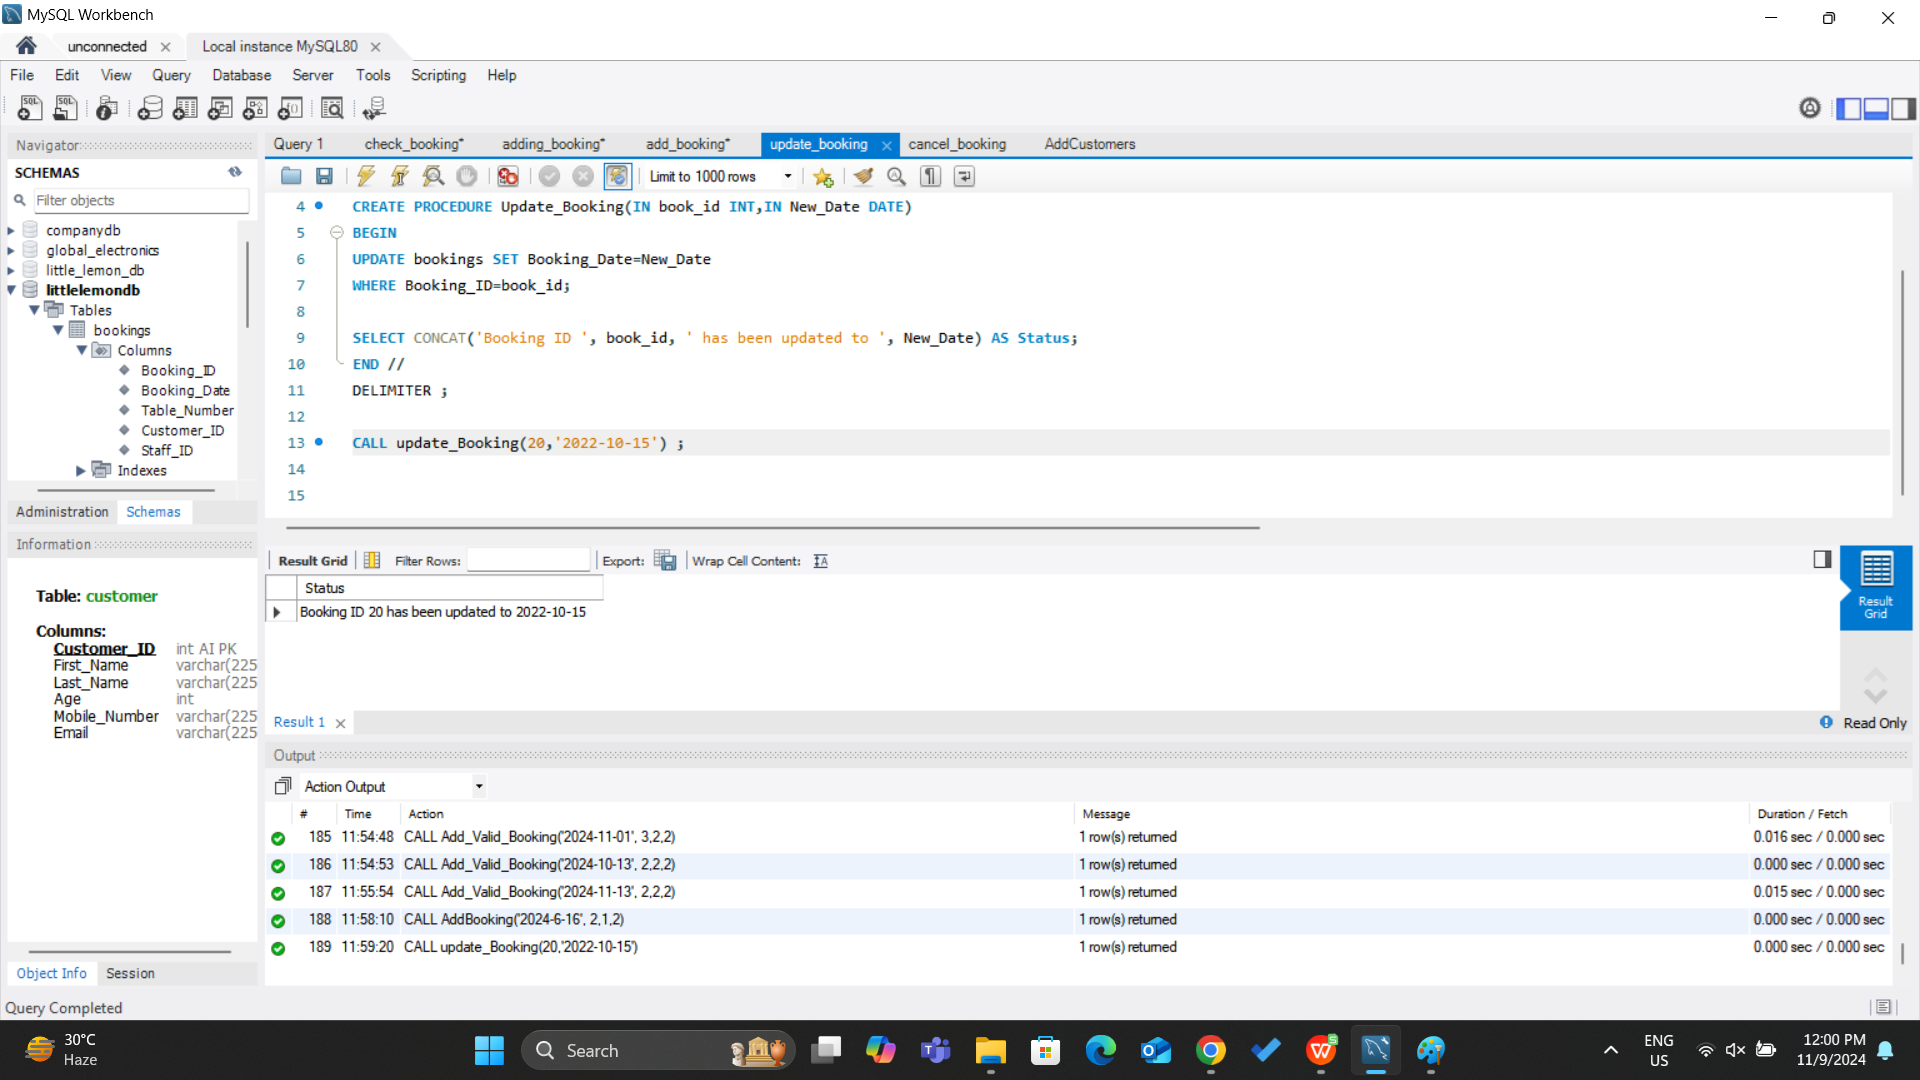 MySQL Workbench
unconnected
Local instance MySQL80
File Edit View Query Database Server Tools Scripting Help
Navigator
SCHEMAS
Filter objects
companydb
global_electronics
little_lemon_db
littlelemondb
Tables
bookings
Columns
Booking_ID
Booking_Date
Table_Number
Customer_ID
Staff_ID
Indexes
Administration Schemas
Information
Table: customer
Columns:
Customer_ID int AI PK
First_Name varchar(225
Last_Name varchar(225
Age int
Mobile_Number varchar(225
Email varchar(225
Object Info Session
Query 1 check_booking* adding_booking* add_booking* update_booking cancel_booking AddCustomers
Limit to 1000 rows
4 CREATE PROCEDURE Update_Booking(IN book_id INT,IN New_Date DATE)
5 BEGIN
6 UPDATE bookings SET Booking_Date=New_Date
7 WHERE Booking_ID=book_id;
8
9 SELECT CONCAT('Booking ID ', book_id, ' has been updated to ', New_Date) AS Status;
10 END //
11 DELIMITER ;
12
13 CALL update_Booking(20,'2022-10-15') ;
14
15
Result Grid Filter Rows: Export: Wrap Cell Content:
Status
Booking ID 20 has been updated to 2022-10-15
Result
Grid
Result 1
Read Only
Output
Action Output
# Time Action Message Duration / Fetch
185 11:54:48 CALL Add_Valid_Booking('2024-11-01', 3,2,2) 1 row(s) returned 0.016 sec / 0.000 sec
186 11:54:53 CALL Add_Valid_Booking('2024-10-13', 2,2,2) 1 row(s) returned 0.000 sec / 0.000 sec
187 11:55:54 CALL Add_Valid_Booking('2024-11-13', 2,2,2) 1 row(s) returned 0.015 sec / 0.000 sec
188 11:58:10 CALL AddBooking('2024-6-16', 2,1,2) 1 row(s) returned 0.000 sec / 0.000 sec
189 11:59:20 CALL update_Booking(20,'2022-10-15') 1 row(s) returned 0.000 sec / 0.000 sec
Query Completed
30°C
Haze
Search
ENG
US
12:00 PM
11/9/2024